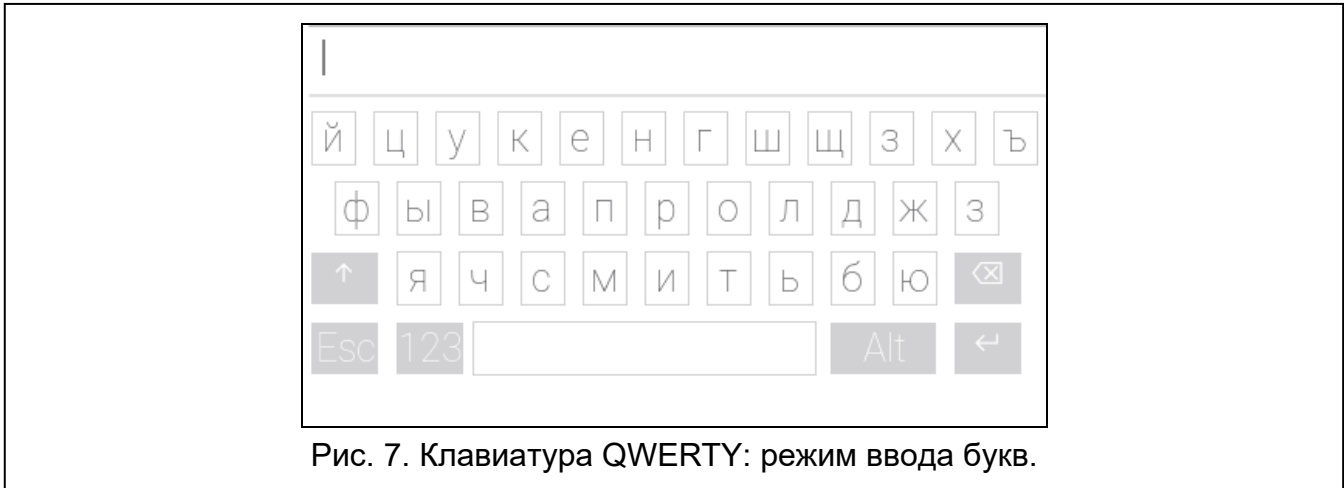 й ц у к е н г ш щ з х ъ
ф ы в а п р о л д ж з
я ч с м и т ь б ю
Esc 123 Alt
Рис. 7. Клавиатура QWERTY: режим ввода букв.